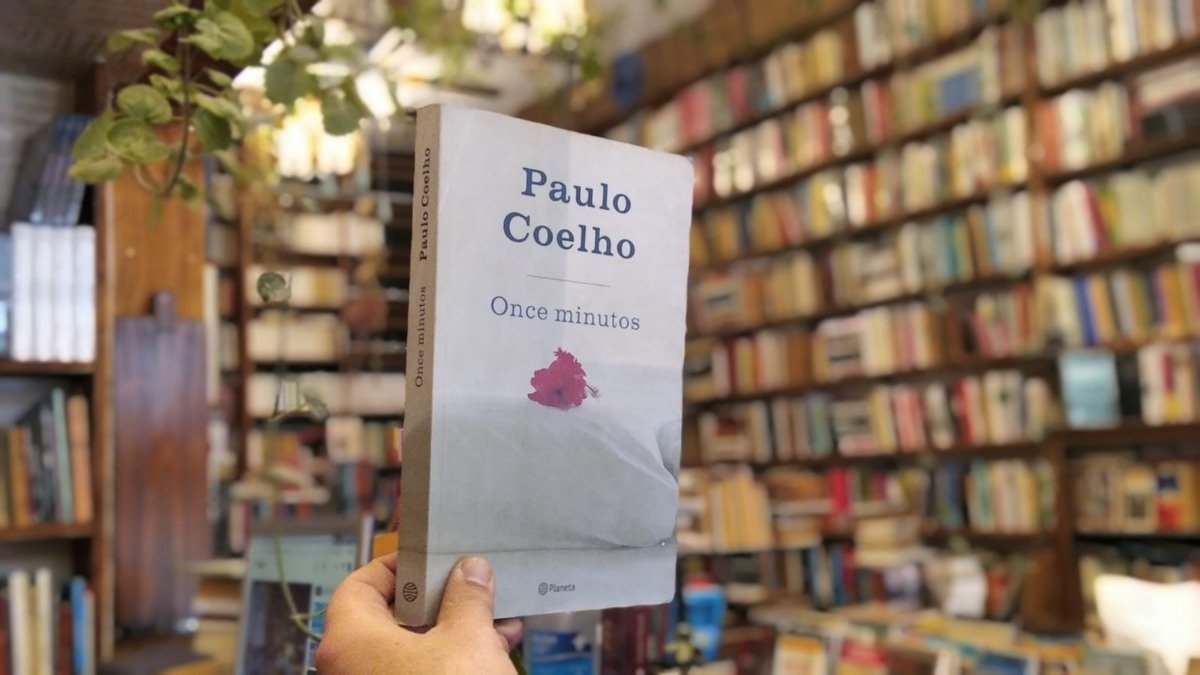 Paulo
Coelho
Once minutos
Planeta
Once minutos Paulo Coelho